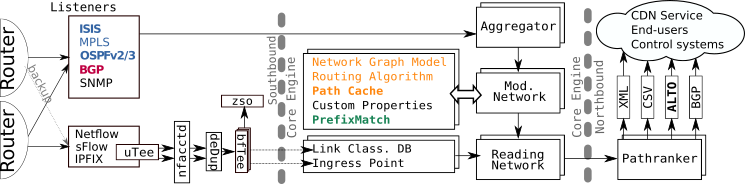 Listeners
Router
ISIS
MPLS
OSPFv2/3
BGP
SNMP
backup
Router
Netflow
sFlow
IPFIX
uTee
nfacctd
deDup
bfTee
zso
Southbound
Core Engine
Network Graph Model
Routing Algorithm
Path Cache
Custom Properties
PrefixMatch
Link Class. DB
Ingress Point
Aggregator
Mod.
Network
Reading
Network
Core Engine
Northbound
CDN Service
End-users
Control systems
XML
CSV
ALTO
BGP
Pathranker